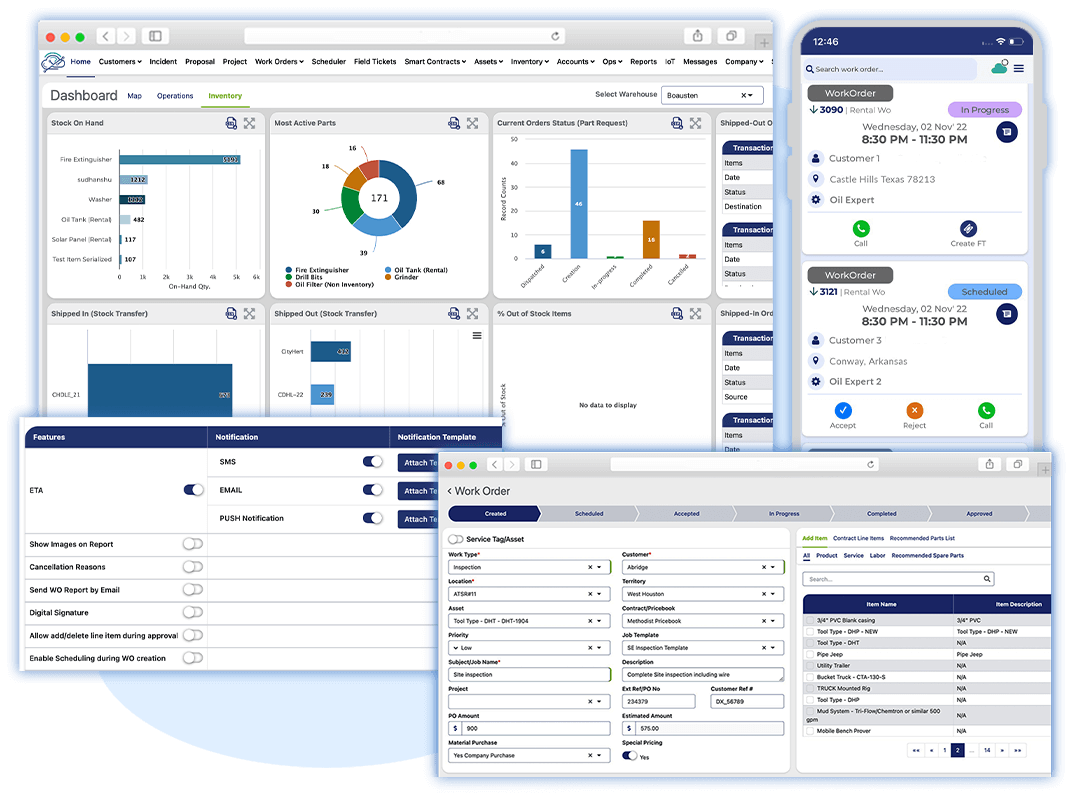 Home Customers Incident Proposal Project Work Orders Scheduler Field Tickets Smart Contracts Assets Inventory Accounts Ops Reports IoT Messages Company
Dashboard Map Operations Inventory
Select Warehouse Boausten
Stock On Hand
Fire Extinguisher
sudhanshu 1212
Washer
Oil Tank (Rental) 482
Solar Panel (Rental) 117
Test Item Serialized 107
0 1k 2k 3k 4k 5k 6k
On-Hand Qty.
Most Active Parts
16
18
68
171
30
39
Fire Extinguisher Oil Tank (Rental)
Drill Bits Grinder
Oil Filter (Non Inventory)
Current Orders Status (Part Request)
Record Counts
50
40
30
20
10
0
6 46 16
Dispatched Creation In-progress Completed Cancelled
Shipped-Out O
Transaction
Items
Date
Status
Destination
Transaction
Items
Date
Status
Shipped In (Stock Transfer)
CHDLE_21
Shipped Out (Stock Transfer)
CityHert
CDHL-22 239
% Out of Stock Items
% Out of Stock
No data to display
Shipped-In Ord
Transaction
Items
Date
Status
Source
Transaction
Items
Date
12:46
Search work order...
WorkOrder
3090 | Rental Wo In Progress
Wednesday, 02 Nov' 22
8:30 PM - 11:30 PM
Customer 1
Castle Hills Texas 78213
Oil Expert
Call Create FT
WorkOrder
3121 | Rental Wo Scheduled
Wednesday, 02 Nov' 22
8:30 PM - 11:30 PM
Customer 3
Conway, Arkansas
Oil Expert 2
Accept Reject Call
Features Notification Notification Template
ETA
SMS Attach Te
EMAIL Attach Te
PUSH Notification Attach Te
Show Images on Report
Cancellation Reasons
Send WO Report by Email
Digital Signature
Allow add/delete line item during approval
Enable Scheduling during WO creation
< Work Order
Created Scheduled Accepted In Progress Completed Approved
Service Tag/Asset
Work Type* Customer*
Inspection Abridge
Location* Territory
ATSR#11 West Houston
Asset Contract/Pricebook
Tool Type - DHT - DHT-1904 Methodist Pricebook
Priority Job Template
Low SE Inspection Template
Subject/Job Name* Description
Site inspection Complete Site inspection including wire
Project Ext Ref/PO No Customer Ref #
234379 DX_56789
PO Amount Estimated Amount
$ 900 $ 575.00
Material Purchase Special Pricing
Yes Company Purchase Yes
Add Item Contract Line Items Recommended Parts List
All Product Service Labor Recommended Spare Parts
Search...
Item Name Item Description
3/4" PVC Blank casing 3/4" PVC
Tool Type - DHP - NEW Tool Type - DHP - NEW
Tool Type - DHT N/A
Pipe Jeep Pipe Jeep
Utility Trailer N/A
Bucket Truck - CTA-130-S N/A
TRUCK Mounted Rig N/A
Tool Type - DHP N/A
Mud System - Tri-Flow/Chemtron or similar 500 gpm N/A
Mobile Bench Prover N/A
«« « 1 2 ... 14 » »»